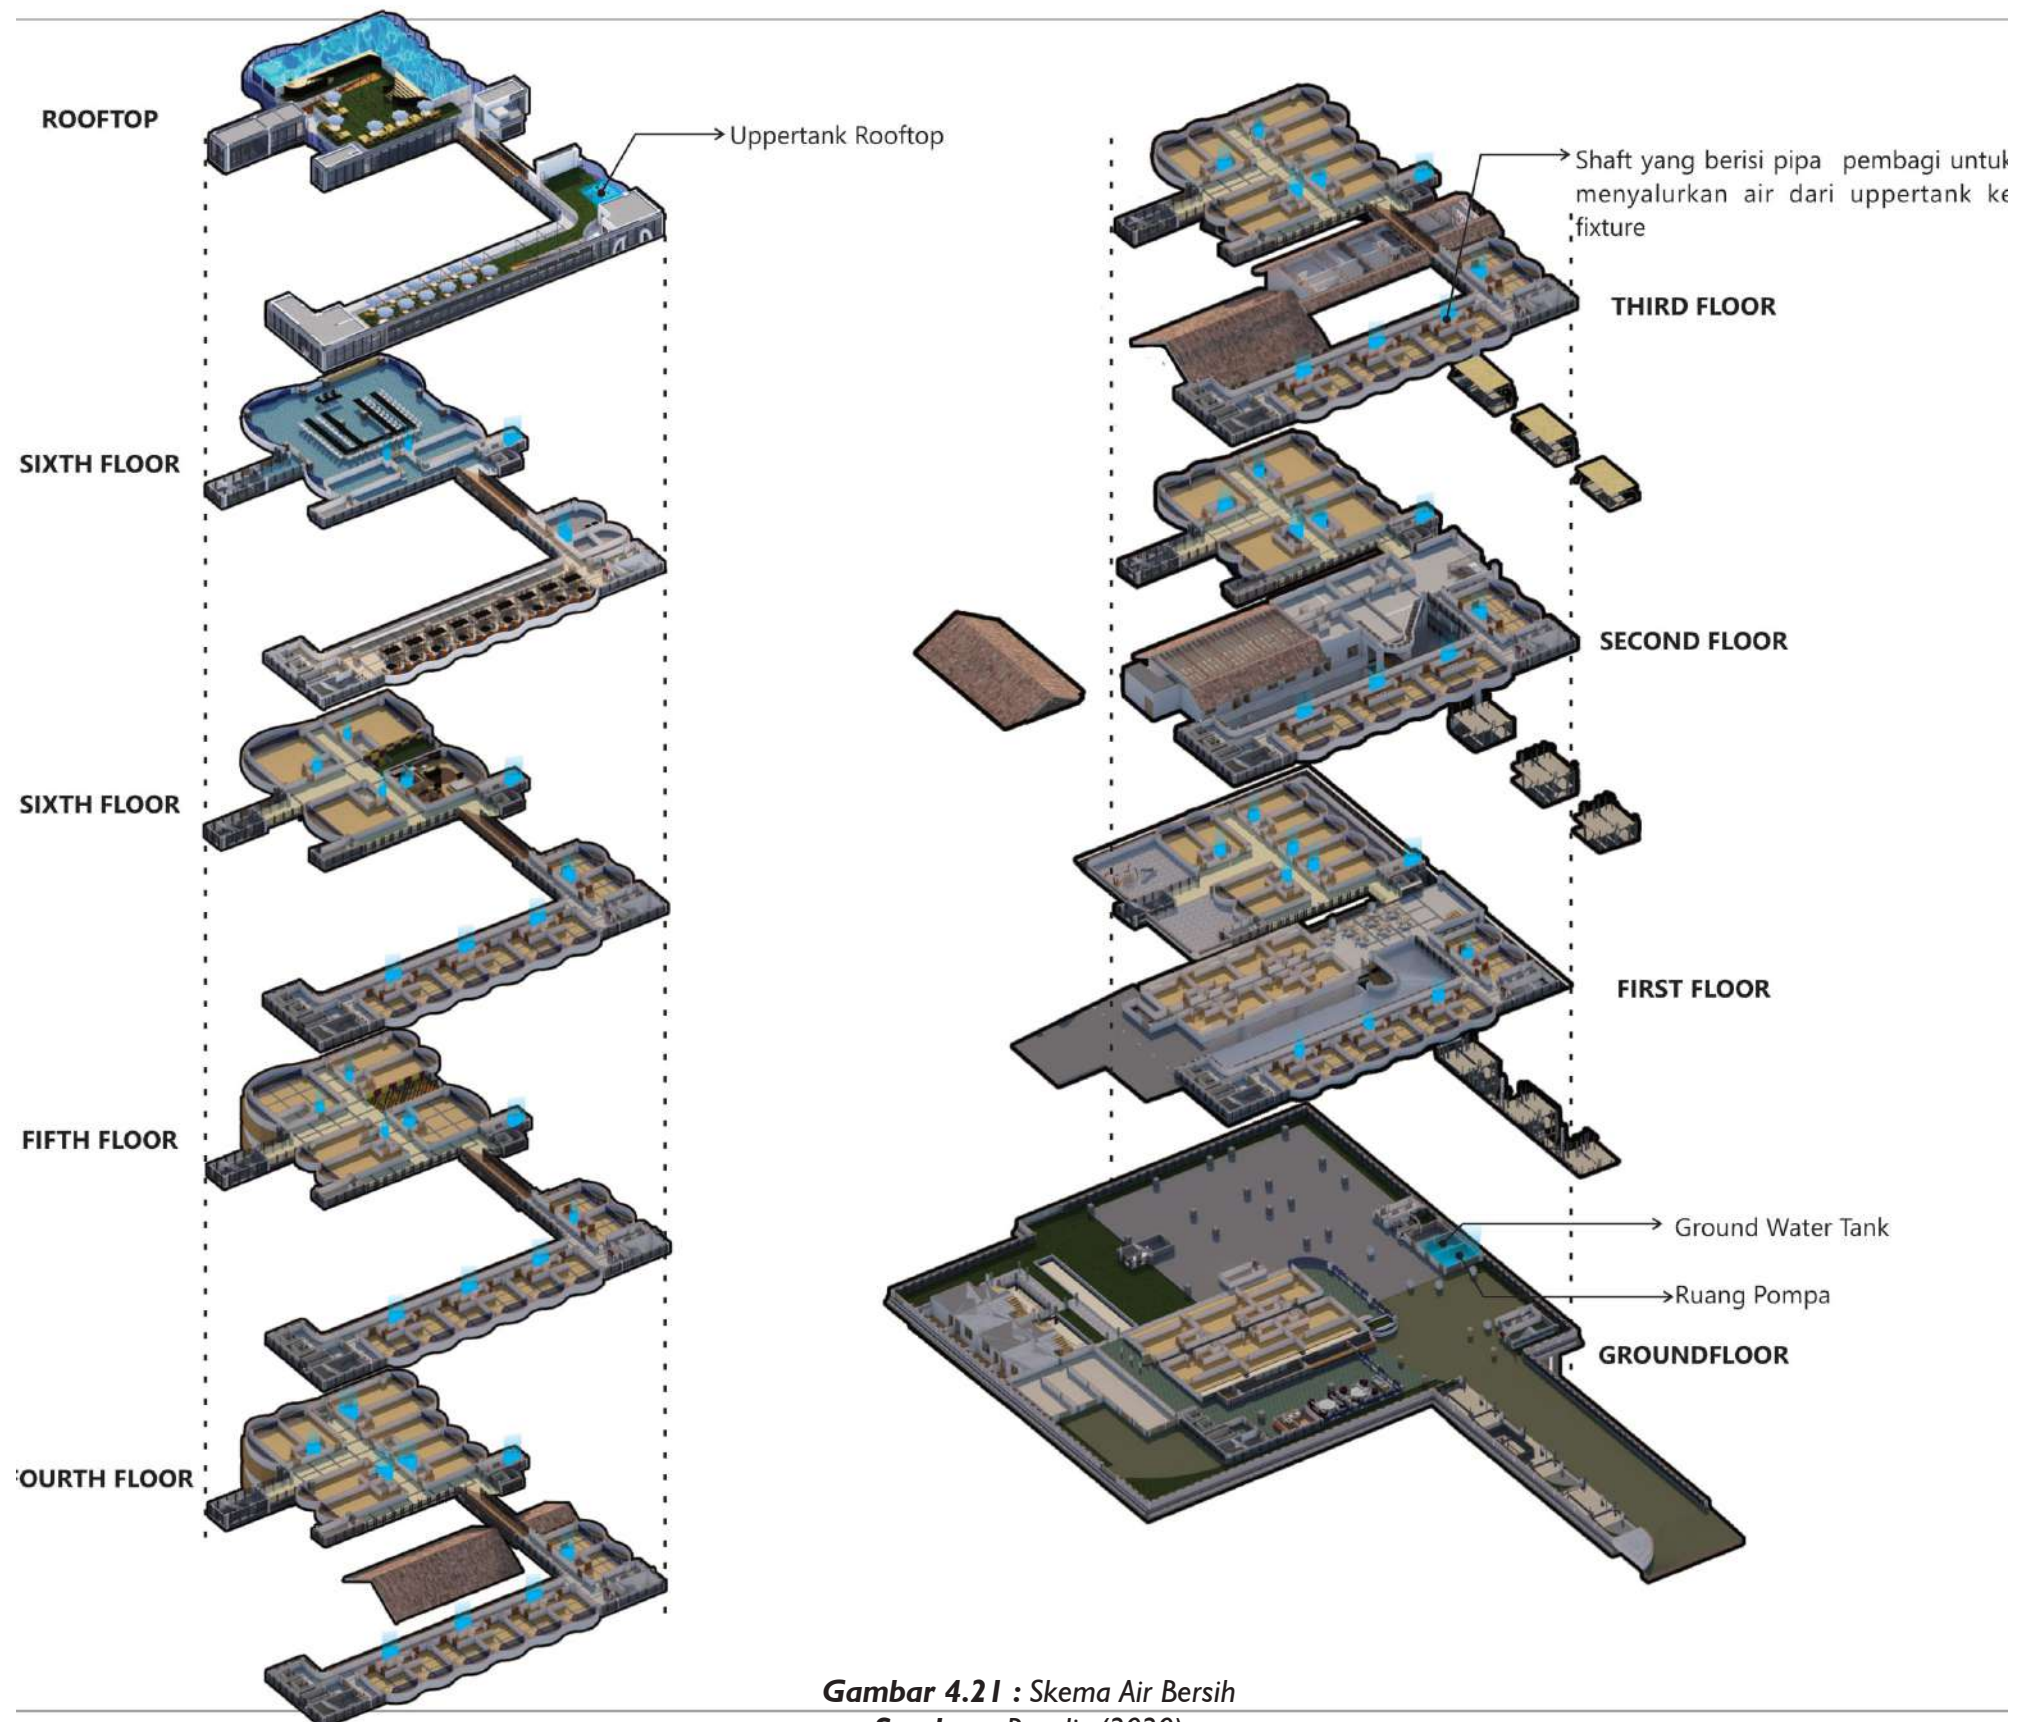 ROOFTOP
Uppertank Rooftop
SIXTH FLOOR
SIXTH FLOOR
FIFTH FLOOR
OURTH FLOOR
Shaft yang berisi pipa pembagi untuk
menyalurkan air dari uppertank ke
fixture
THIRD FLOOR
SECOND FLOOR
FIRST FLOOR
Ground Water Tank
Ruang Pompa
GROUNDFLOOR
Gambar 4.21 : Skema Air Bersih